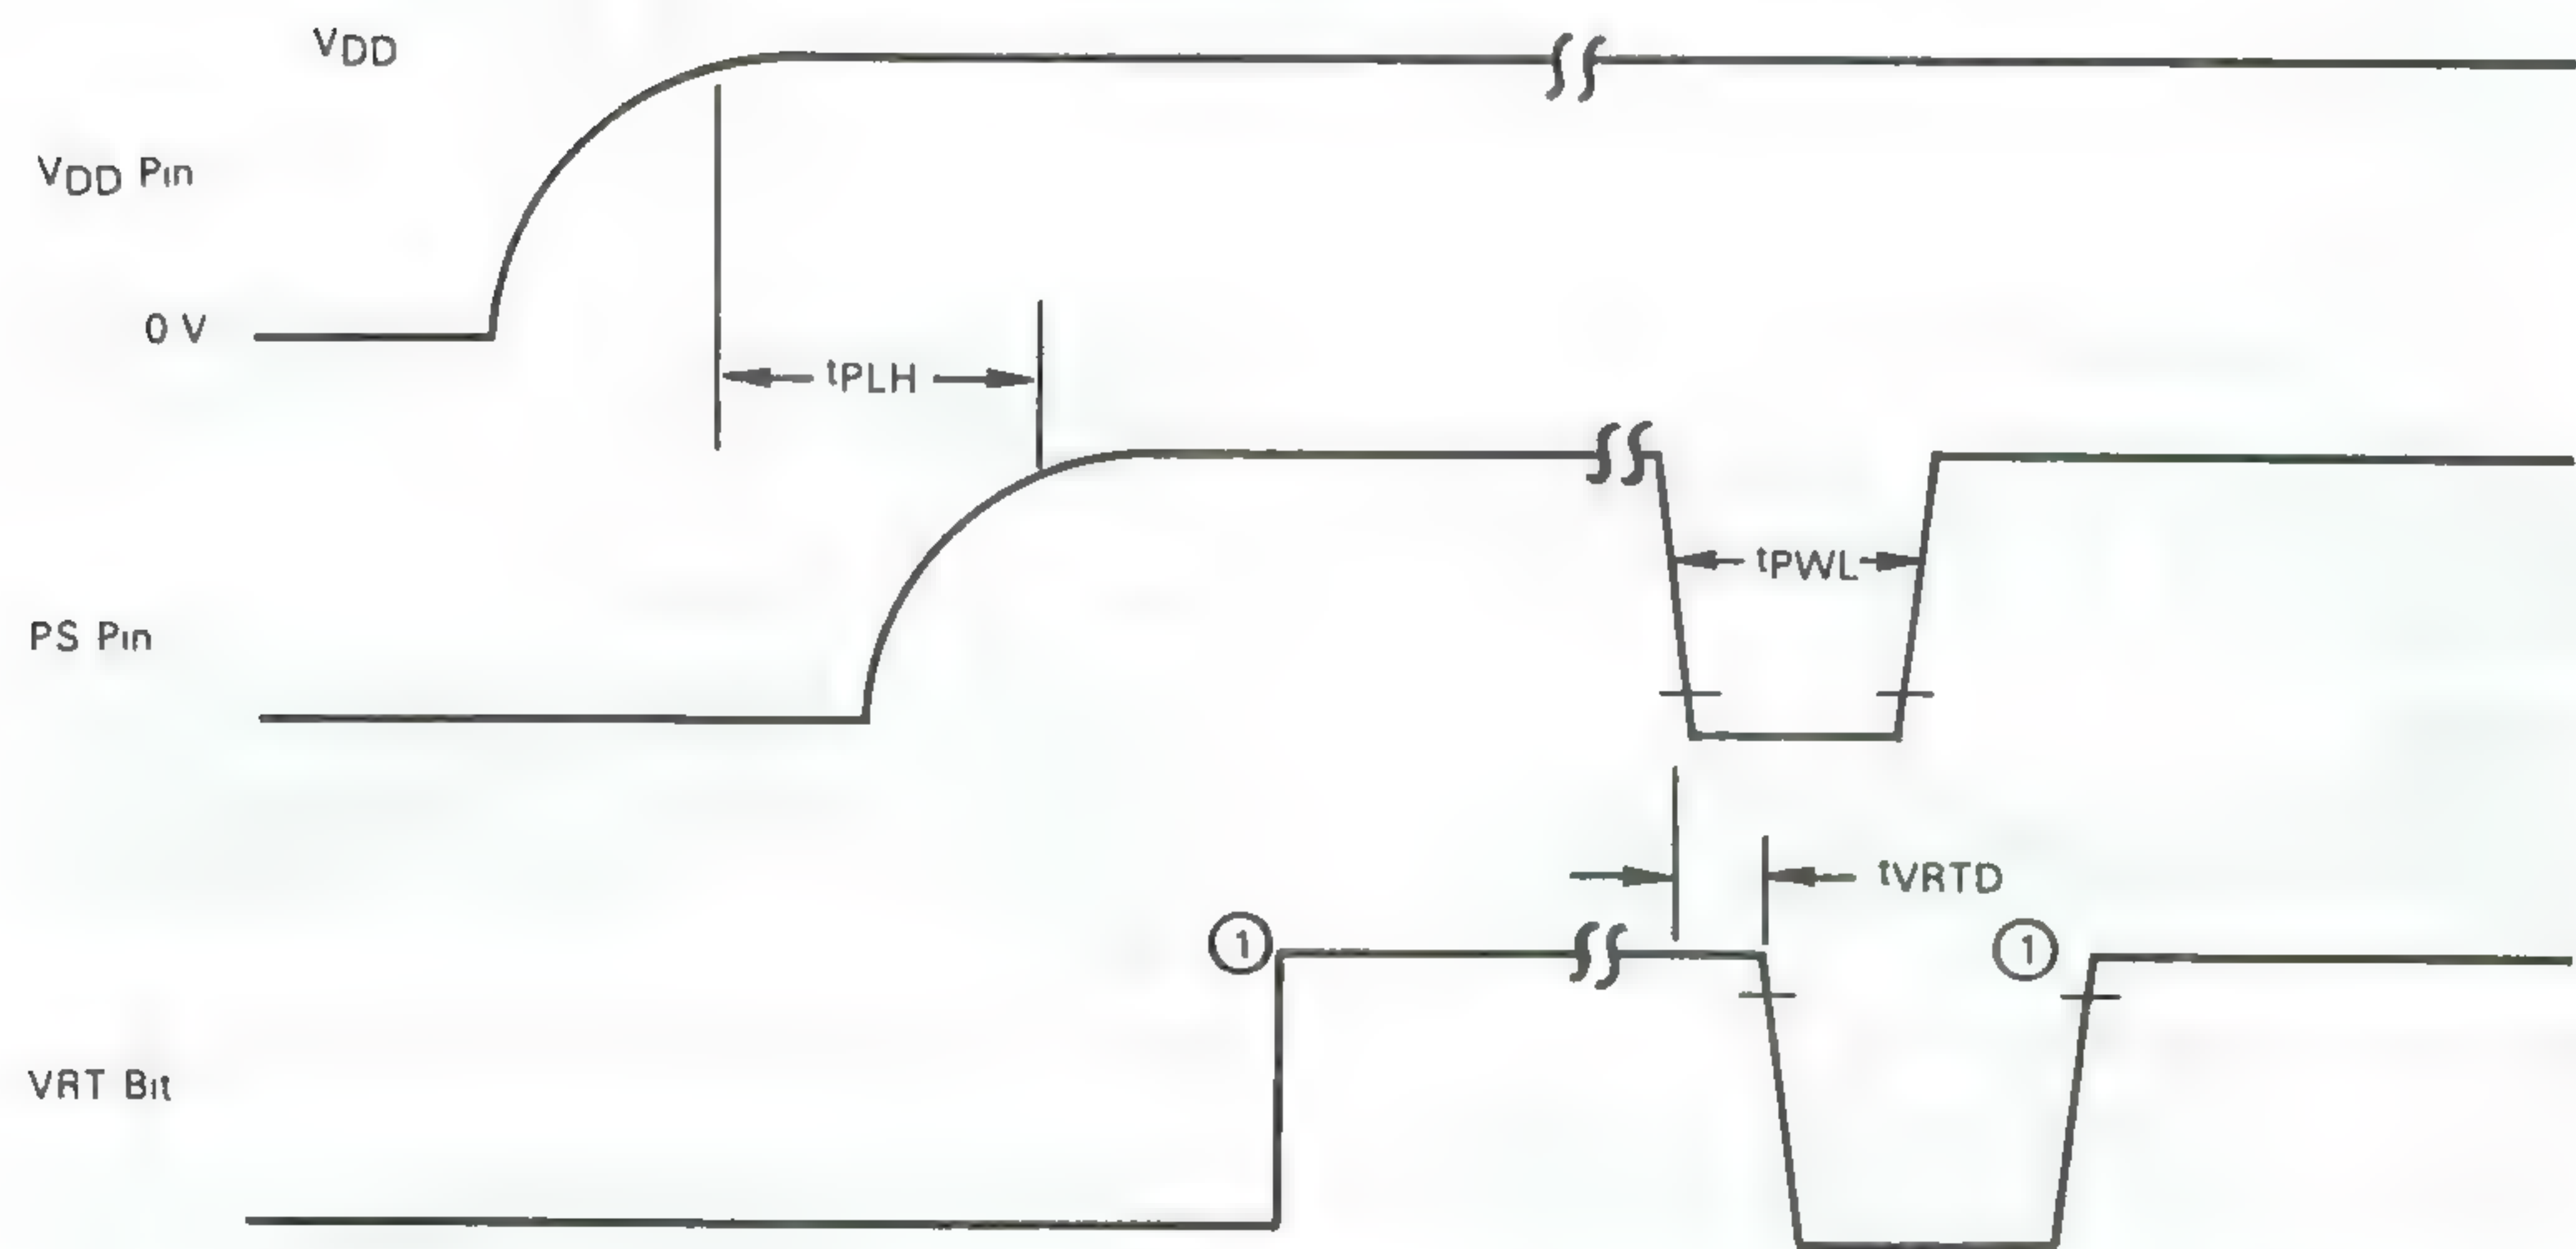 VDD
VDD Pin
0 V
tPLH
tPWL
PS Pin
tVRTD
1
1
VRT Bit